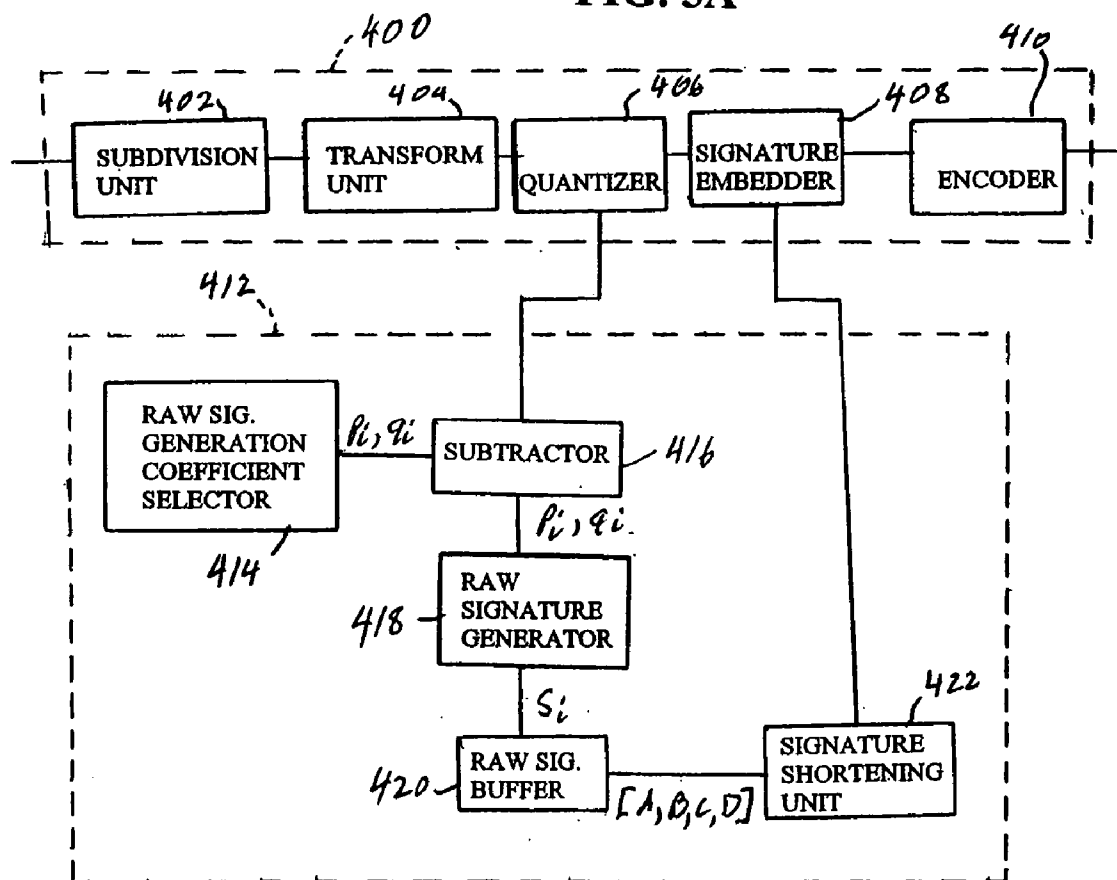 FIG. 5A
400
410
402
404
406
408
SUBDIVISION
UNIT
TRANSFORM
UNIT
QUANTIZER
SIGNATURE
EMBEDDER
ENCODER
412
RAW SIG.
GENERATION
COEFFICIENT
SELECTOR
Pi, qi
SUBTRACTOR
416
414
Pi, qi
RAW
SIGNATURE
GENERATOR
418
Si
422
RAW SIG.
BUFFER
420
[A, B, C, D]
SIGNATURE
SHORTENING
UNIT